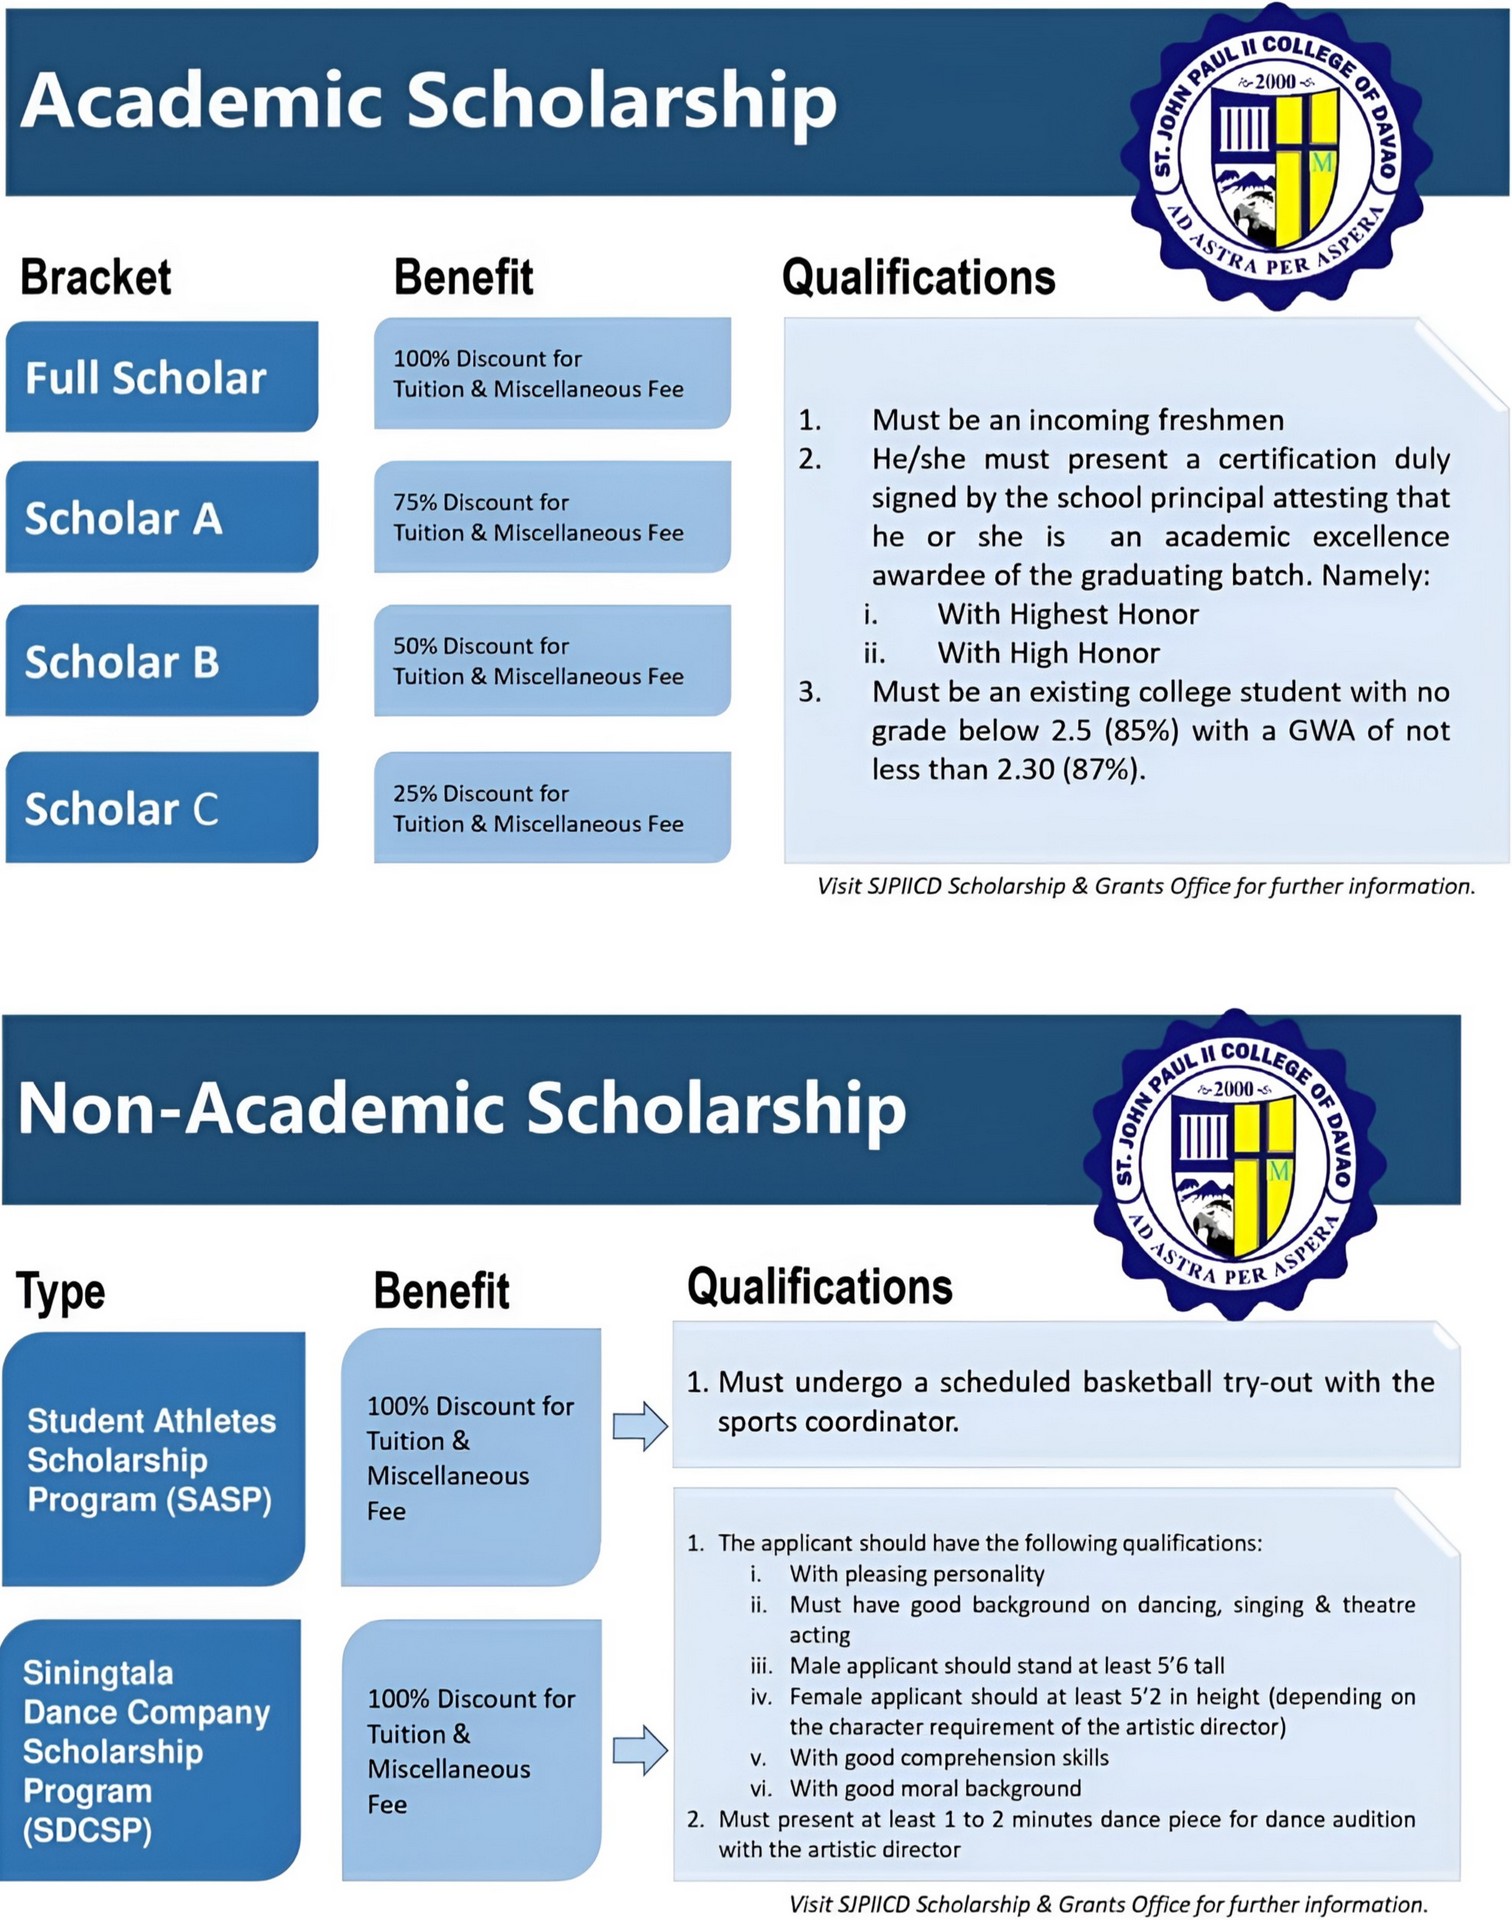 Academic Scholarship
ST. JOHN PAUL II COLLEGE OF DAVAO
2000
M
AD ASTRA PER ASPERA
Bracket
Benefit
Qualifications
Full Scholar
100% Discount for
Tuition & Miscellaneous Fee
Scholar A
75% Discount for
Tuition & Miscellaneous Fee
Scholar B
50% Discount for
Tuition & Miscellaneous Fee
Scholar C
25% Discount for
Tuition & Miscellaneous Fee
1. Must be an incoming freshmen
2. He/she must present a certification duly
signed by the school principal attesting that
he or she is an academic excellence
awardee of the graduating batch. Namely:
i. With Highest Honor
ii. With High Honor
3. Must be an existing college student with no
grade below 2.5 (85%) with a GWA of not
less than 2.30 (87%).
Visit SJPIICD Scholarship & Grants Office for further information.
Non-Academic Scholarship
ST. JOHN PAUL II COLLEGE OF DAVAO
2000
M
AD ASTRA PER ASPERA
Type
Benefit
Qualifications
Student Athletes
Scholarship
Program (SASP)
100% Discount for
Tuition &
Miscellaneous
Fee
1. Must undergo a scheduled basketball try-out with the
sports coordinator.
Siningtala
Dance Company
Scholarship
Program
(SDCSP)
100% Discount for
Tuition &
Miscellaneous
Fee
1. The applicant should have the following qualifications:
i. With pleasing personality
ii. Must have good background on dancing, singing & theatre
acting
iii. Male applicant should stand at least 5'6 tall
iv. Female applicant should at least 5'2 in height (depending on
the character requirement of the artistic director)
v. With good comprehension skills
vi. With good moral background
2. Must present at least 1 to 2 minutes dance piece for dance audition
with the artistic director
Visit SJPIICD Scholarship & Grants Office for further information.